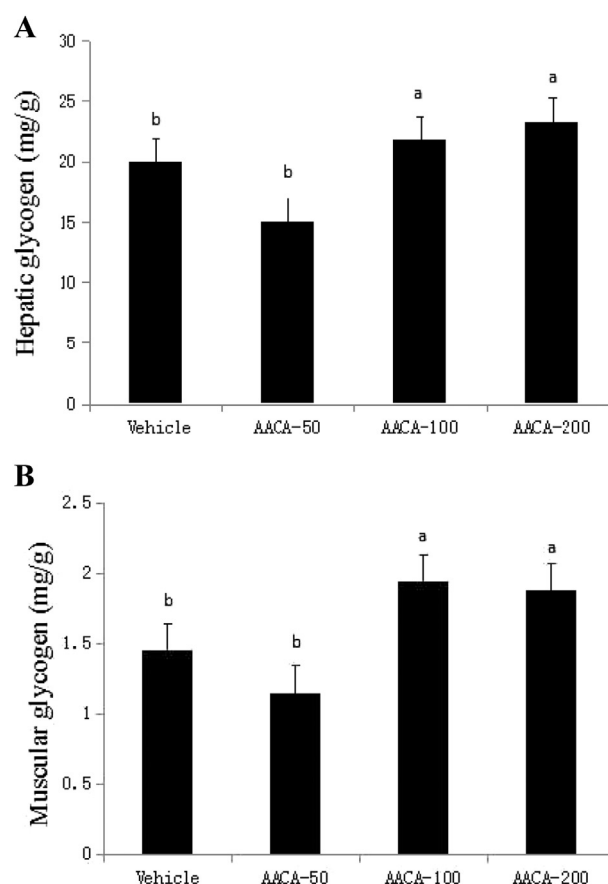 A
Hepatic glycogen (mg/g)
30
25
20
15
10
5
0
b
b
a
a
Vehicle AACA-50 AACA-100 AACA-200
B
Muscular glycogen (mg/g)
2.5
2
1.5
1
0.5
0
b
b
a
a
Vehicle AACA-50 AACA-100 AACA-200